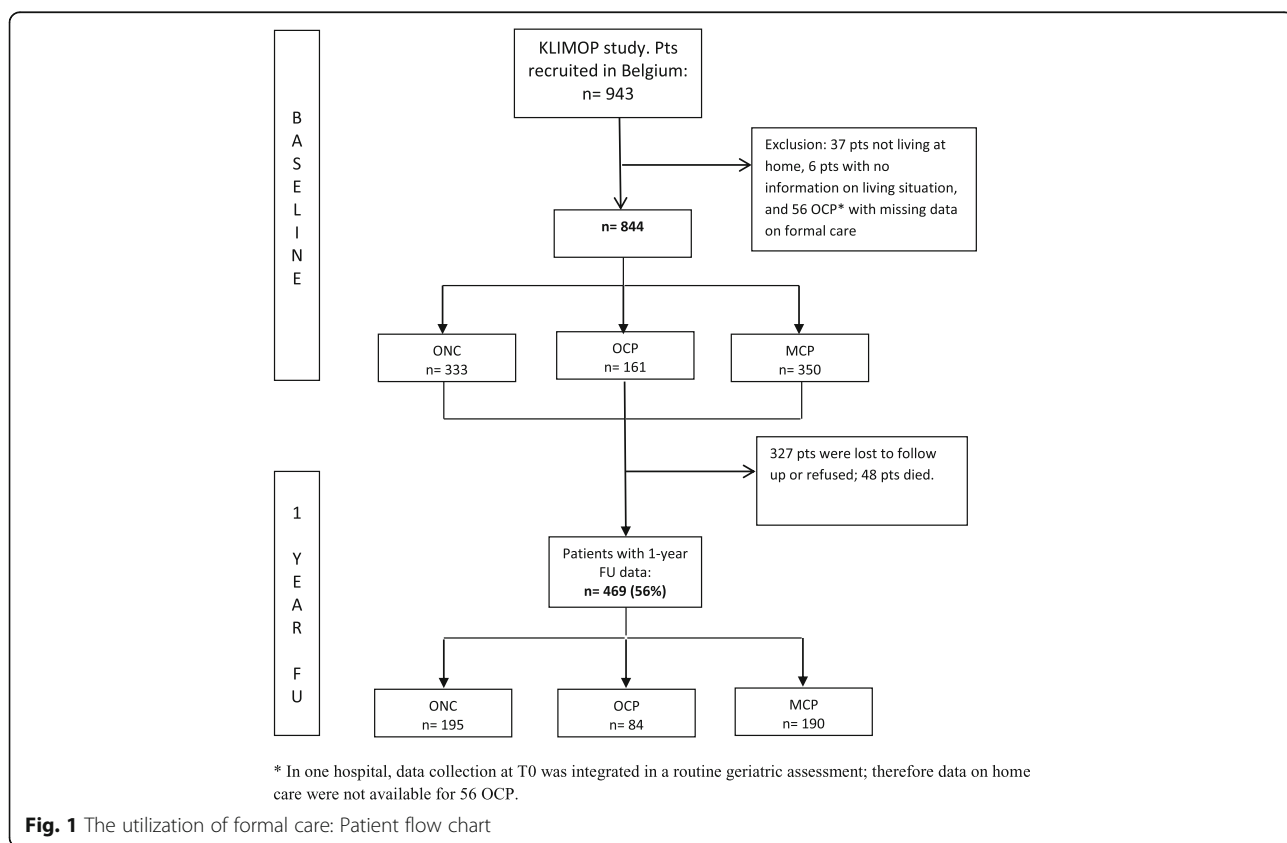 KLIMOP study. Pts
recruited in Belgium:
n= 943
BASELINE
Exclusion: 37 pts not living at
home, 6 pts with no
information on living situation,
and 56 OCP* with missing data
on formal care
n= 844
ONC
n= 333
OCP
n= 161
MCP
n= 350
327 pts were lost to follow
up or refused; 48 pts died.
1 YEAR FU
Patients with 1-year
FU data:
n= 469 (56%)
ONC
n= 195
OCP
n= 84
MCP
n= 190
* In one hospital, data collection at T0 was integrated in a routine geriatric assessment; therefore data on home
care were not available for 56 OCP.
Fig. 1 The utilization of formal care: Patient flow chart